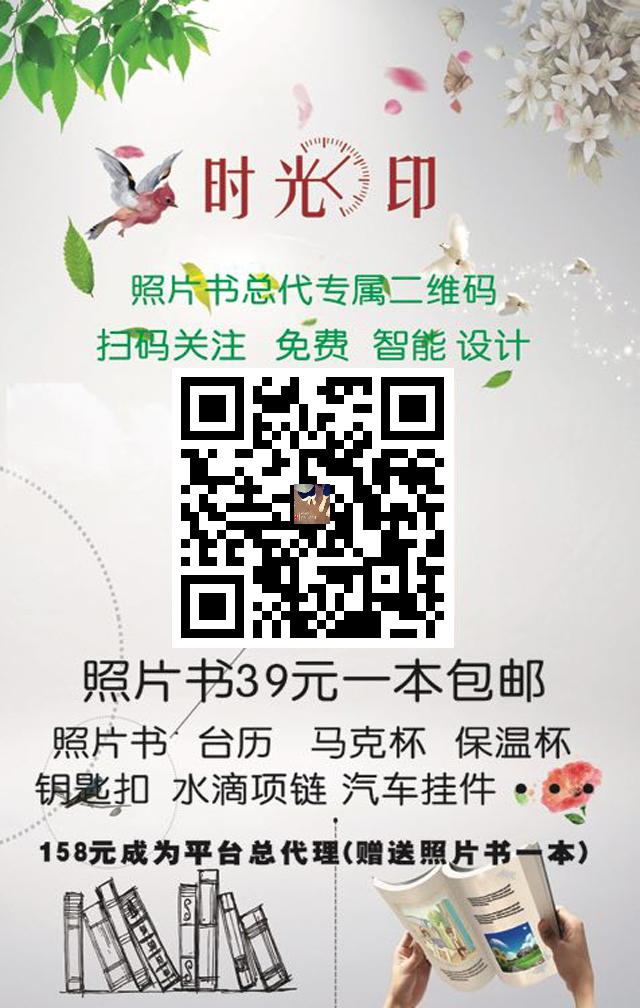 时光印
照片书总代专属二维码
扫码关注 免费 智能 设计
照片书39元一本包邮
照片书 台历 马克杯 保温杯
钥匙扣 水滴项链 汽车挂件
158元成为平台总代理(赠送照片书一本)